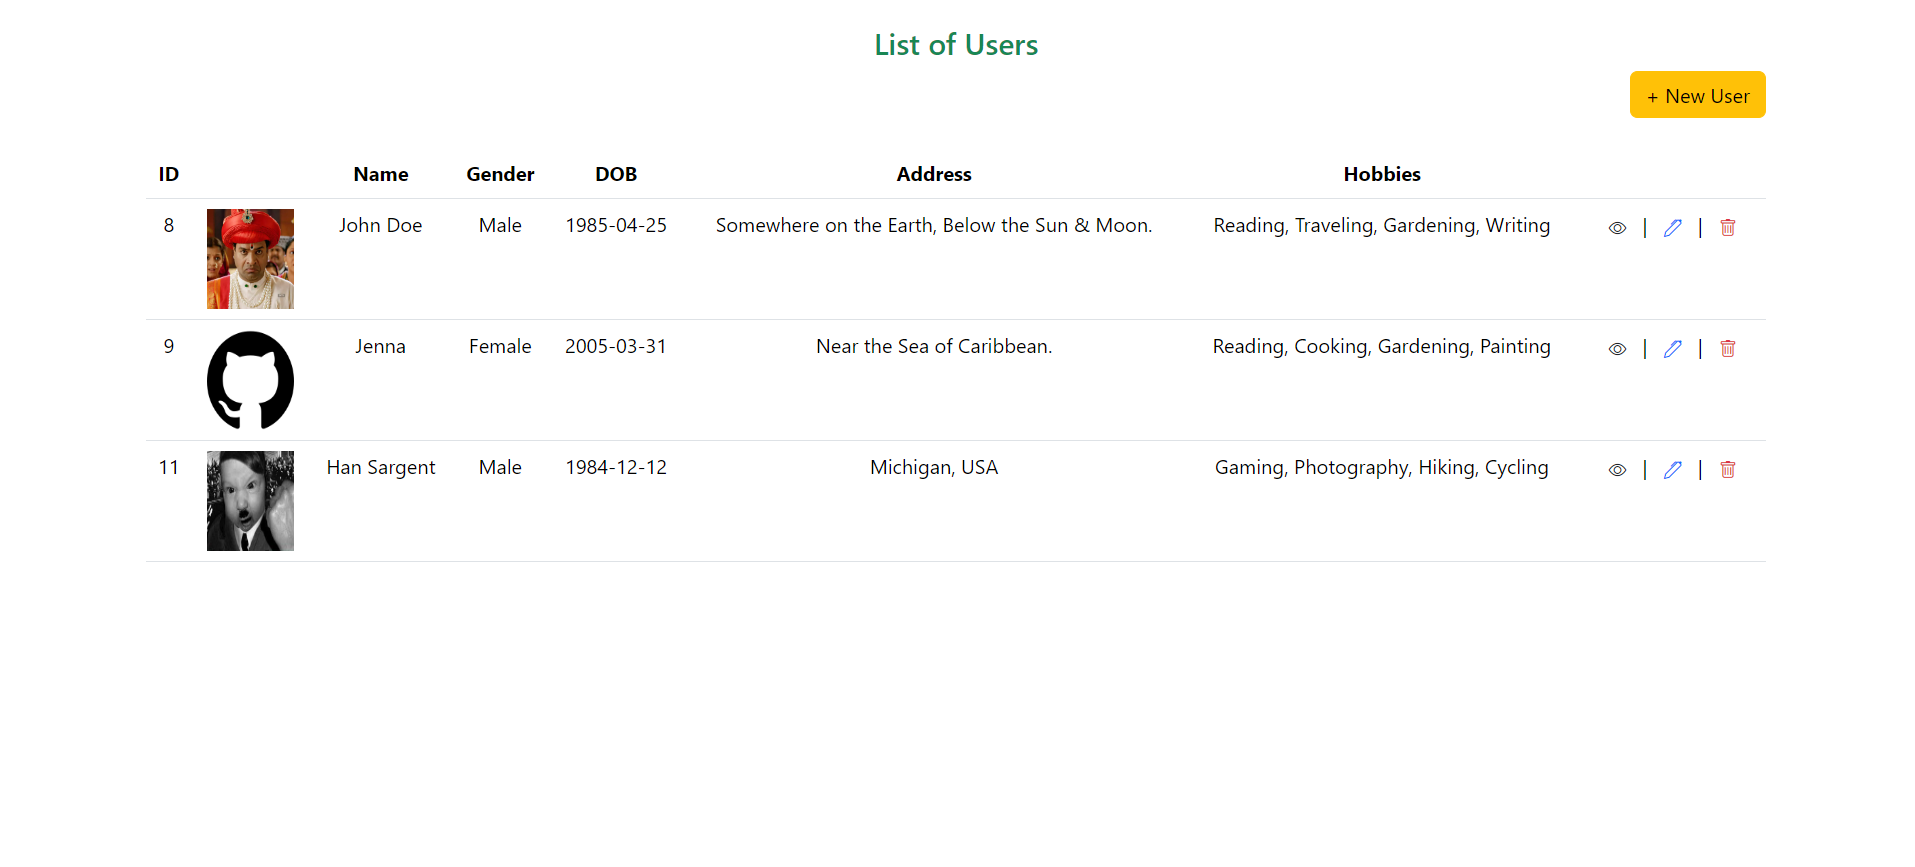 List of Users
+ New User
ID Name Gender DOB Address Hobbies
8 John Doe Male 1985-04-25 Somewhere on the Earth, Below the Sun & Moon. Reading, Traveling, Gardening, Writing | |
9 Jenna Female 2005-03-31 Near the Sea of Caribbean. Reading, Cooking, Gardening, Painting | |
11 Han Sargent Male 1984-12-12 Michigan, USA Gaming, Photography, Hiking, Cycling | |